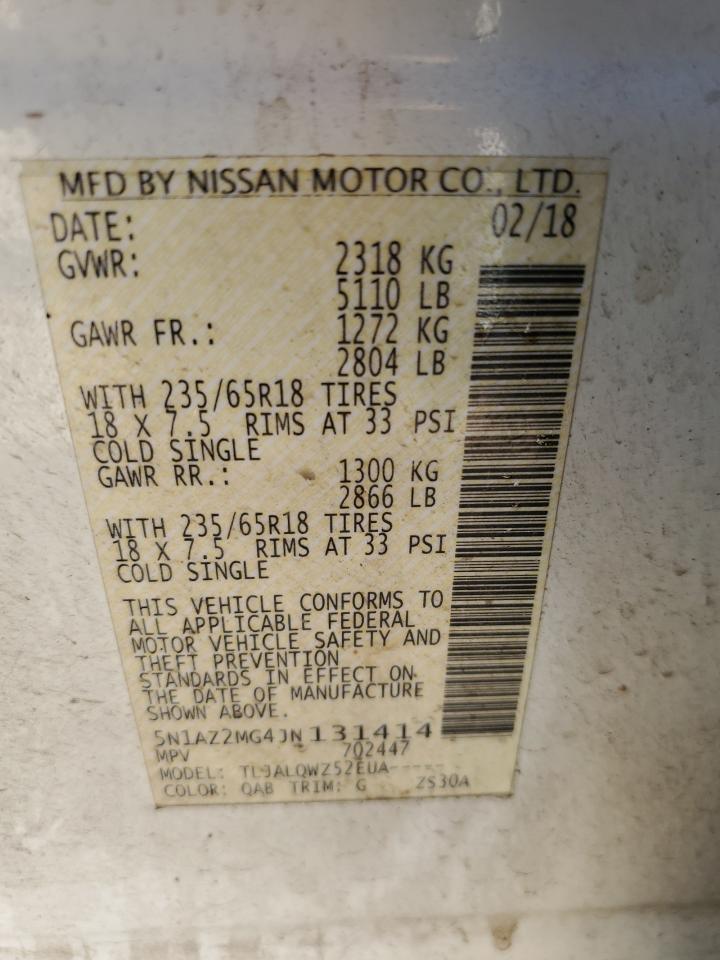 MFD BY NISSAN MOTOR CO., LTD.
DATE: 02/18
GVWR: 2318 KG
5110 LB
GAWR FR.: 1272 KG
2804 LB
WITH 235/65R18 TIRES
18 X 7.5 RIMS AT 33 PSI
COLD SINGLE
GAWR RR.: 1300 KG
2866 LB
WITH 235/65R18 TIRES
18 X 7.5 RIMS AT 33 PSI
COLD SINGLE
THIS VEHICLE CONFORMS TO
ALL APPLICABLE FEDERAL
MOTOR VEHICLE SAFETY AND
THEFT PREVENTION
STANDARDS IN EFFECT ON
THE DATE OF MANUFACTURE
SHOWN ABOVE.
5N1AZ2MG4JN131414
MPV 702447
MODEL: TL9ALQWZ52EUA-----
COLOR: QAB TRIM: G ZS30A